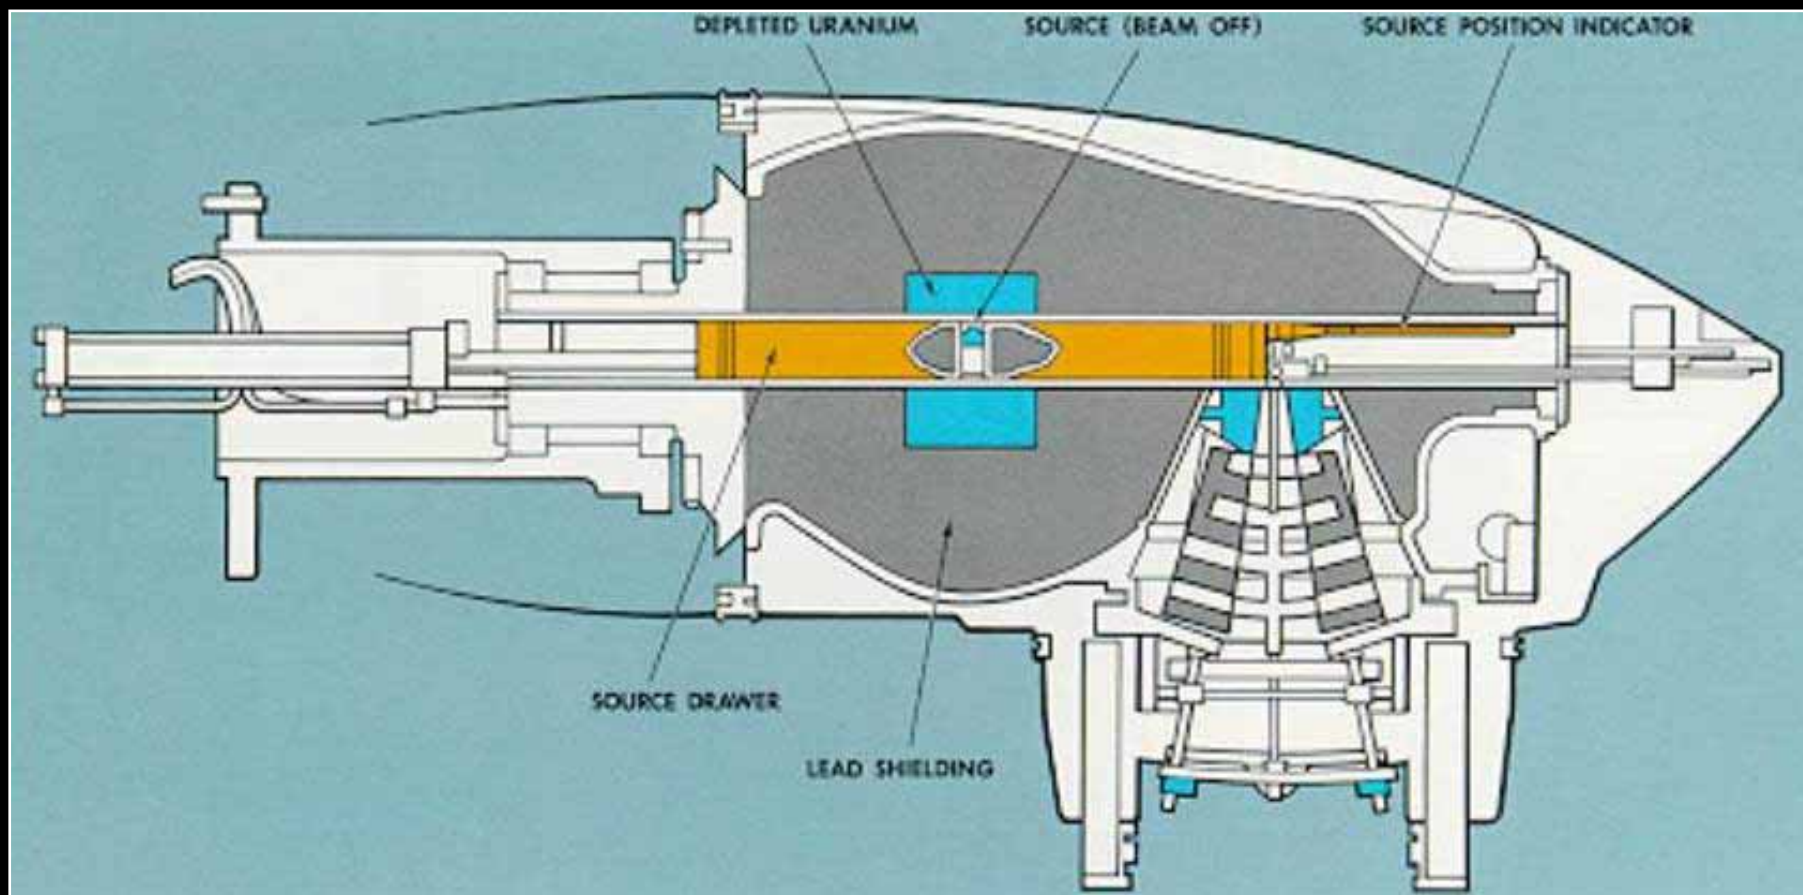 DEPLETED URANIUM
SOURCE (BEAM OFF)
SOURCE POSITION INDICATOR
SOURCE DRAWER
LEAD SHIELDING